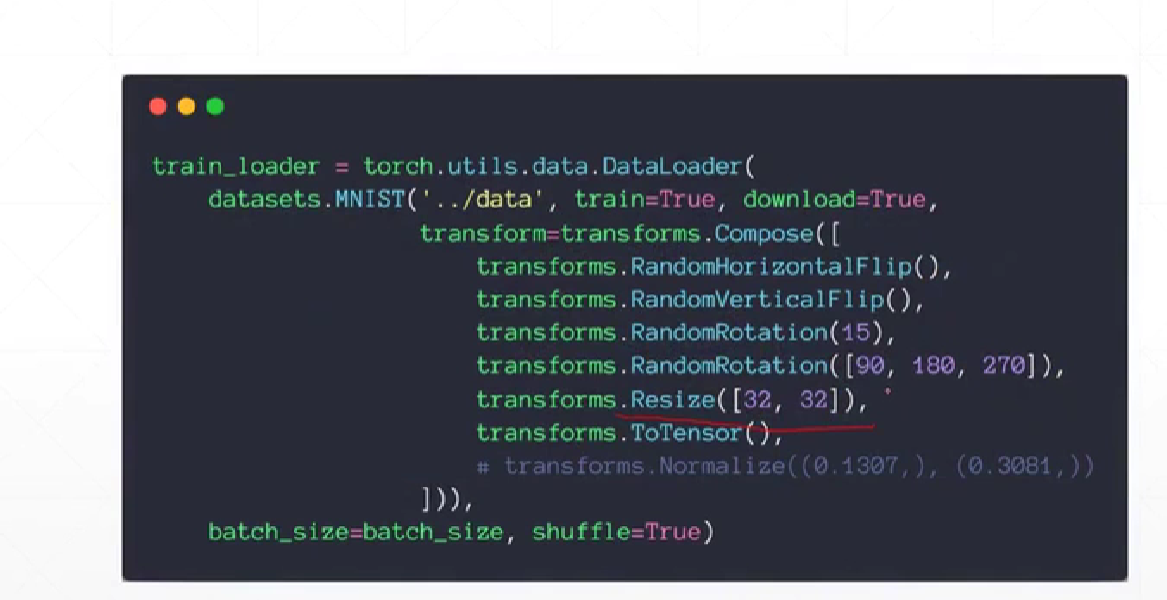 train_loader = torch.utils.data.DataLoader(
    datasets.MNIST('../data', train=True, download=True,
                   transform=transforms.Compose([
                       transforms.RandomHorizontalFlip(),
                       transforms.RandomVerticalFlip(),
                       transforms.RandomRotation(15),
                       transforms.RandomRotation([90, 180, 270]),
                       transforms.Resize([32, 32]),
                       transforms.ToTensor(),
                       # transforms.Normalize((0.1307,), (0.3081,))
                   ])),
    batch_size=batch_size, shuffle=True)